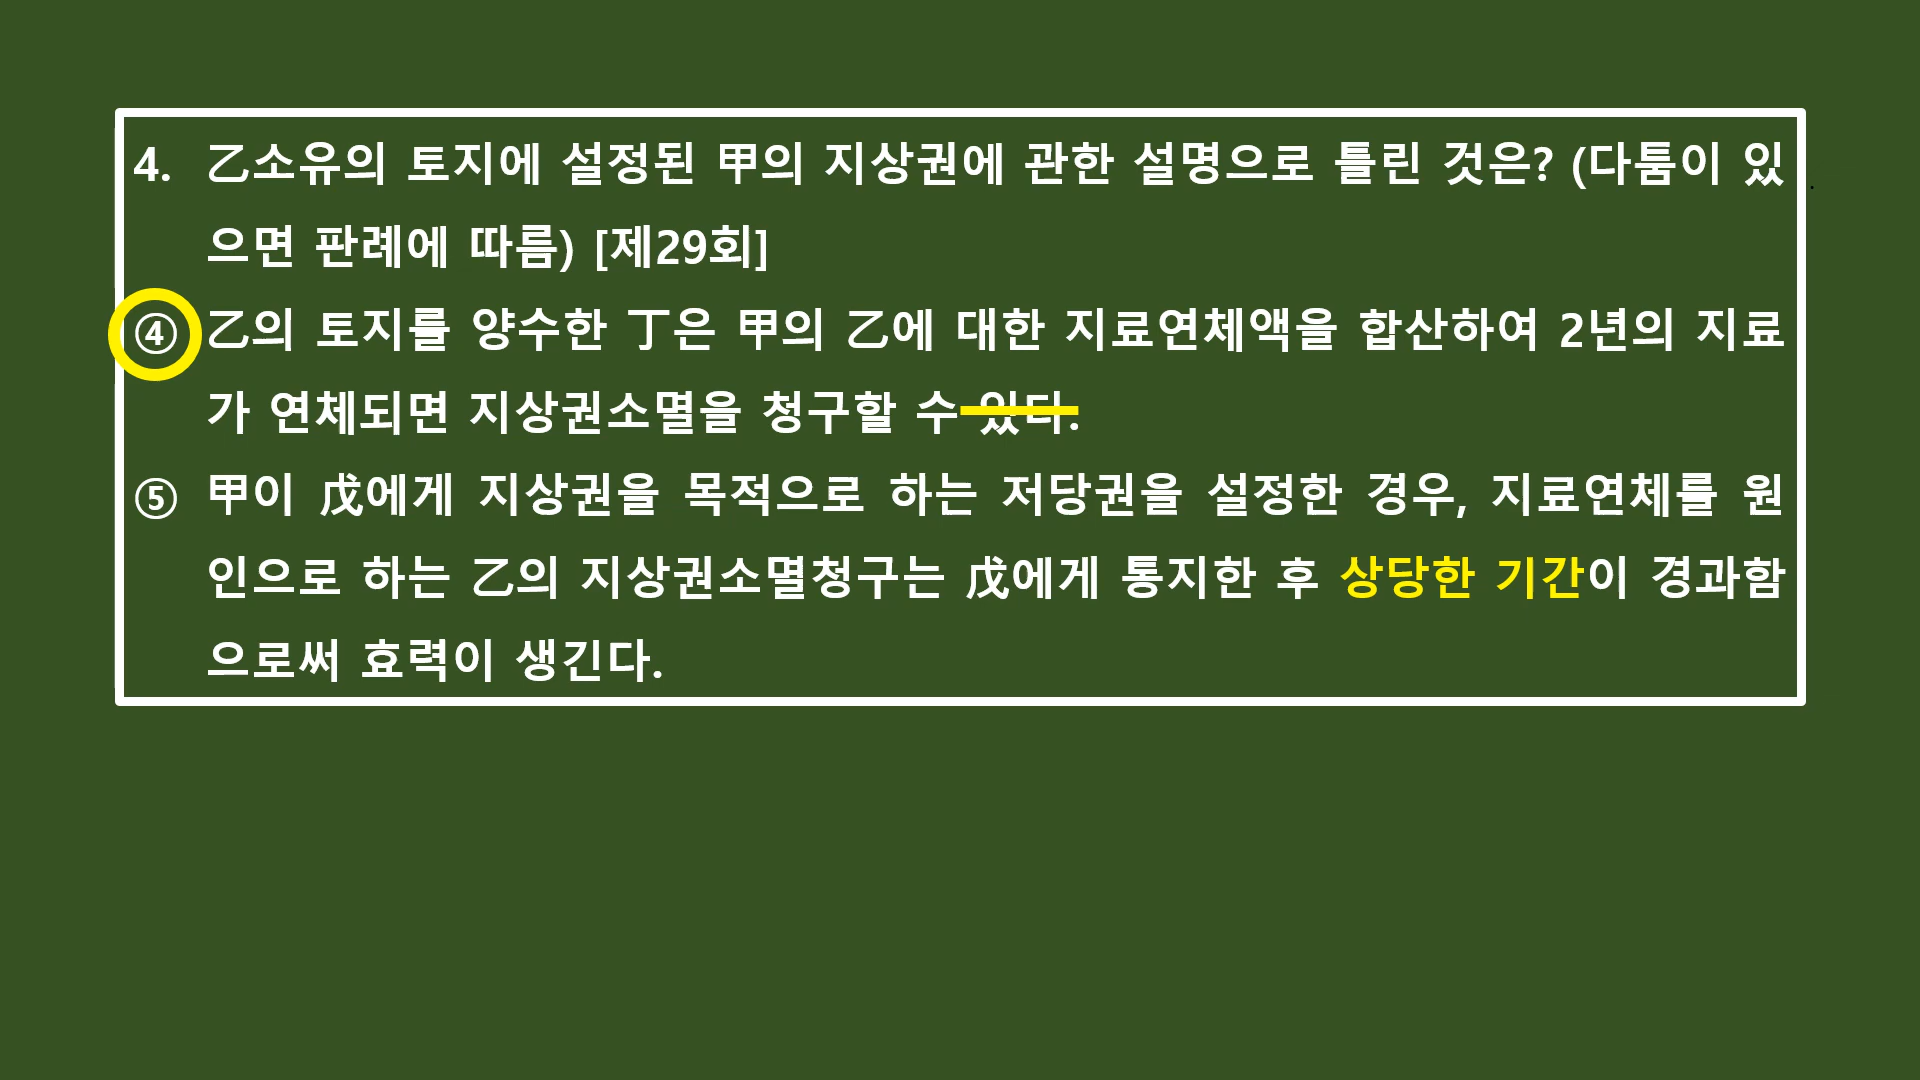 4. 乙소유의 토지에 설정된 甲의 지상권에 관한 설명으로 틀린 것은? (다툼이 있
으면 판례에 따름) [제29회]
④ 乙의 토지를 양수한 丁은 甲의 乙에 대한 지료연체액을 합산하여 2년의 지료
가 연체되면 지상권소멸을 청구할 수 있다.
⑤ 甲이 戊에게 지상권을 목적으로 하는 저당권을 설정한 경우, 지료연체를 원
인으로 하는 乙의 지상권소멸청구는 戊에게 통지한 후 상당한 기간이 경과함
으로써 효력이 생긴다.